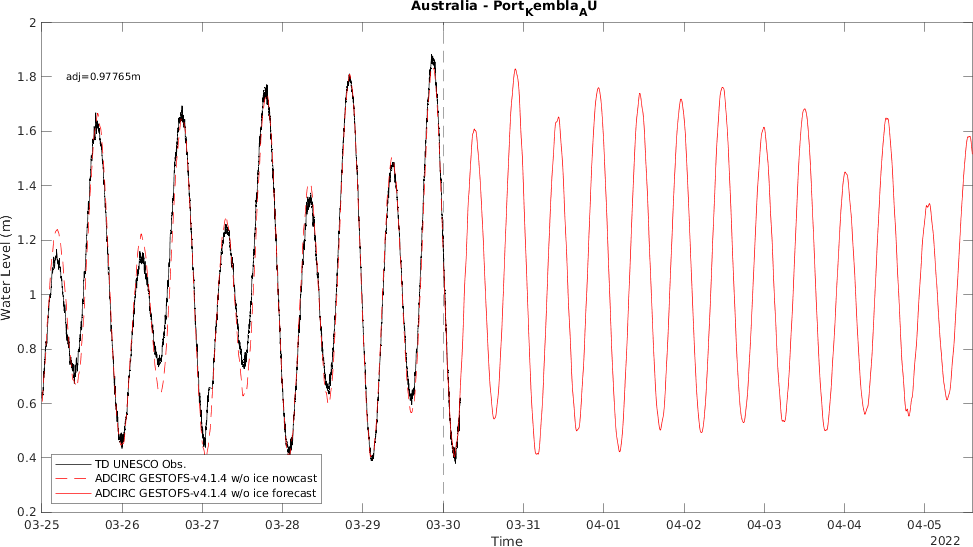 Australia - PortKemblaAU
2
1.8
1.6
1.4
1.2
1
0.8
0.6
0.4
0.2
Water Level (m)
adj=0.97765m
TD UNESCO Obs.
ADCIRC GESTOFS-v4.1.4 w/o ice nowcast
ADCIRC GESTOFS-v4.1.4 w/o ice forecast
03-25 03-26 03-27 03-28 03-29 03-30 03-31 04-01 04-02 04-03 04-04 04-05
Time
2022